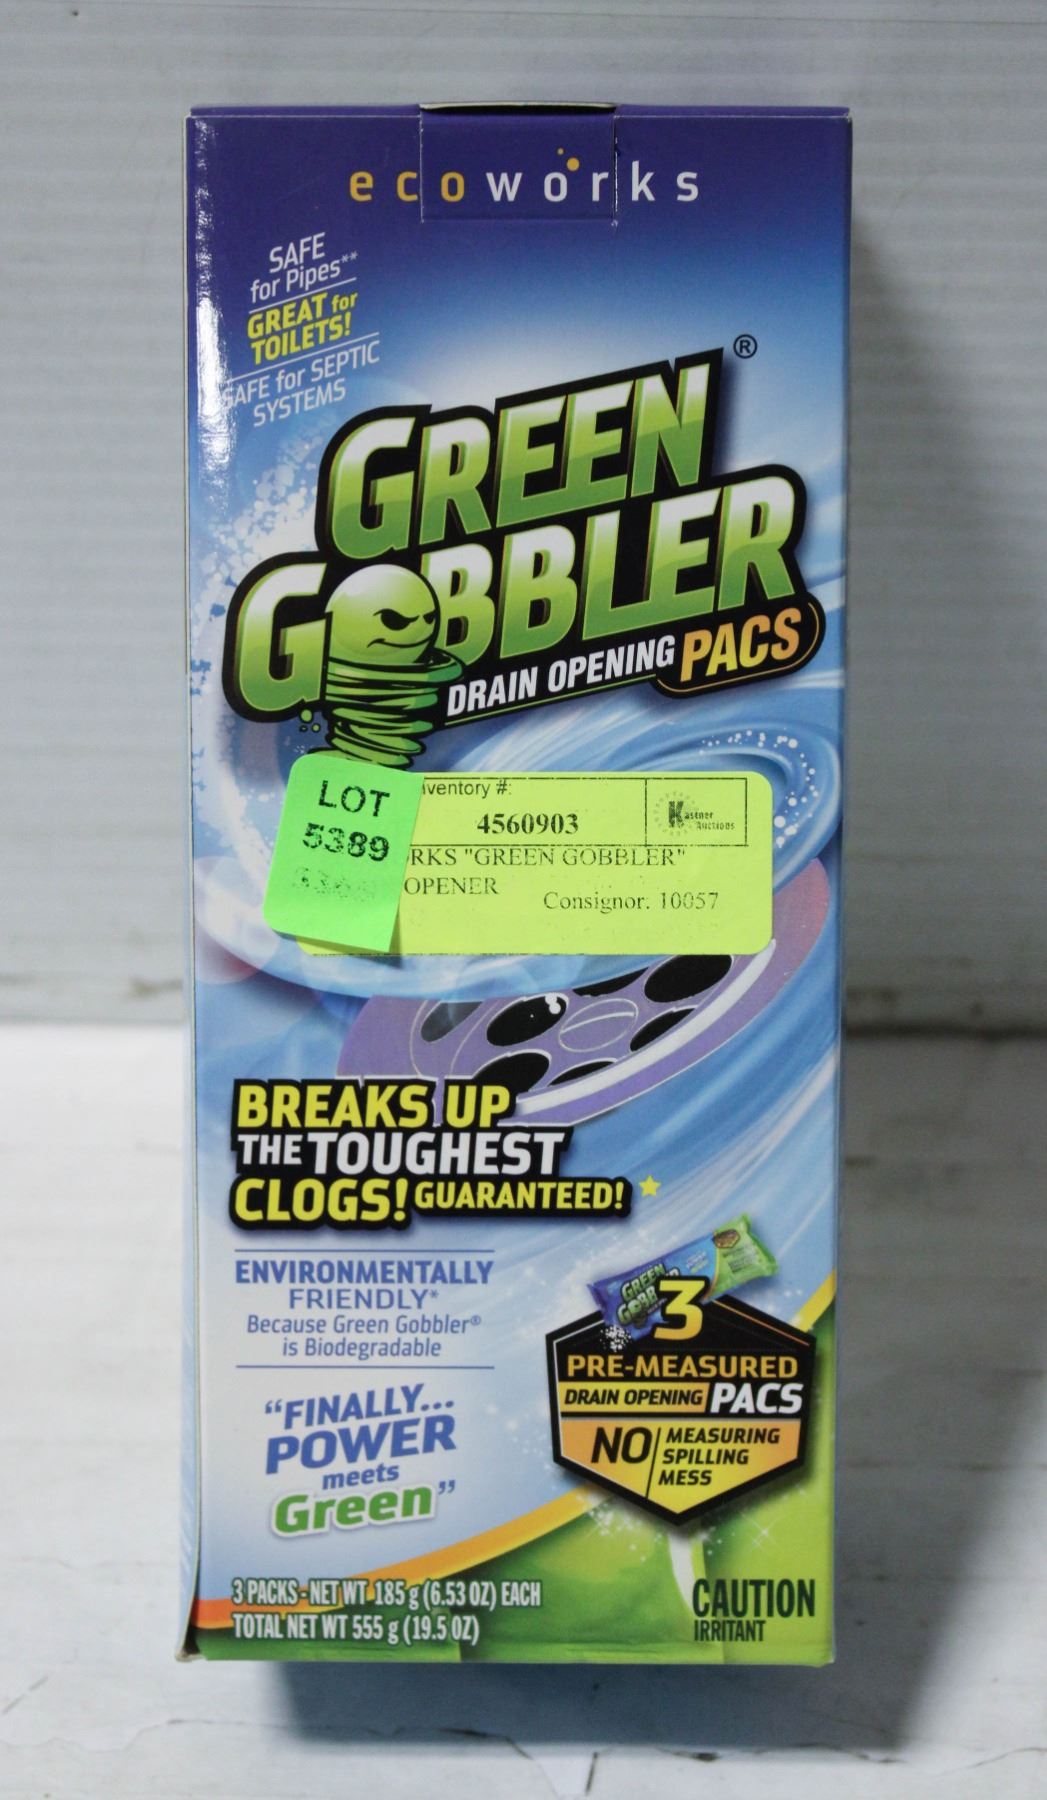 ecoworks
SAFE
for Pipes**
GREAT for
TOILETS!
SAFE for SEPTIC
SYSTEMS
GREEN ®
GOBBLER
DRAIN OPENING PACS
LOT
5389
Inventory #:
4560903
Kastner
Auctions
RKS "GREEN GOBBLER"
OPENER
Consignor: 10057
BREAKS UP
THE TOUGHEST
CLOGS! GUARANTEED!
ENVIRONMENTALLY
FRIENDLY*
Because Green Gobbler®
is Biodegradable
"FINALLY...
POWER
meets
Green"
GREEN
3
PRE-MEASURED
DRAIN OPENING PACS
NO
MEASURING
SPILLING
MESS
3 PACKS - NET WT 185 g (6.53 OZ) EACH
TOTAL NET WT 555 g (19.5 OZ)
CAUTION
IRRITANT